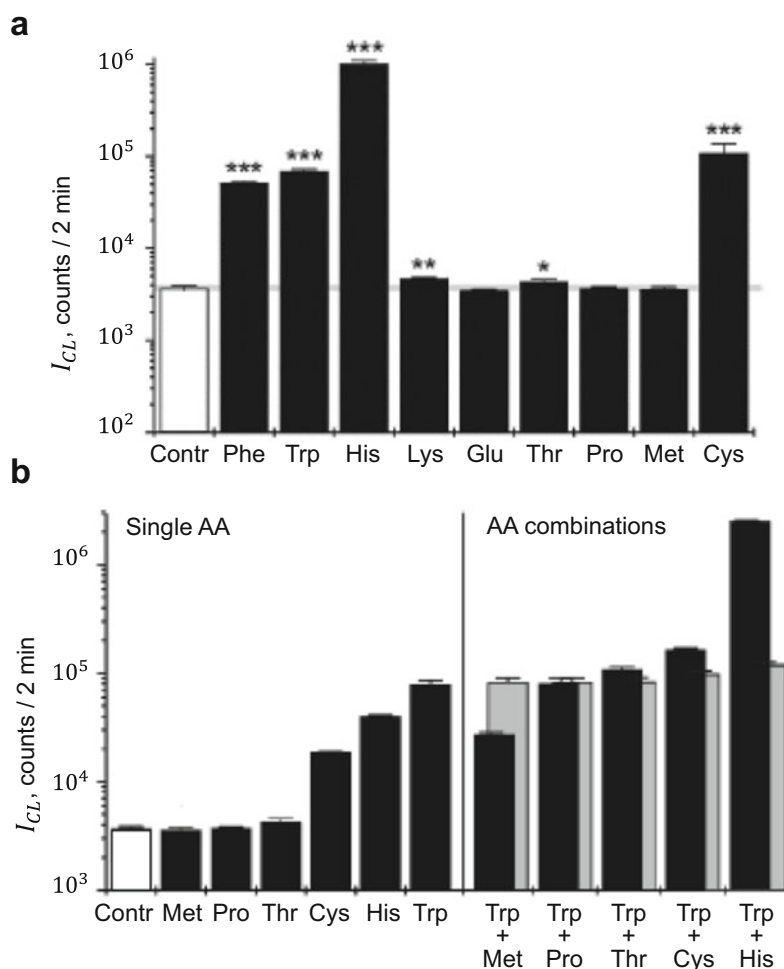 a
I_CL, counts / 2 min
10^6
10^5
10^4
10^3
10^2
***
***
***
**
*
***
Contr Phe Trp His Lys Glu Thr Pro Met Cys
b
Single AA
AA combinations
I_CL, counts / 2 min
10^6
10^5
10^4
10^3
Contr Met Pro Thr Cys His Trp
Trp + Met
Trp + Pro
Trp + Thr
Trp + Cys
Trp + His